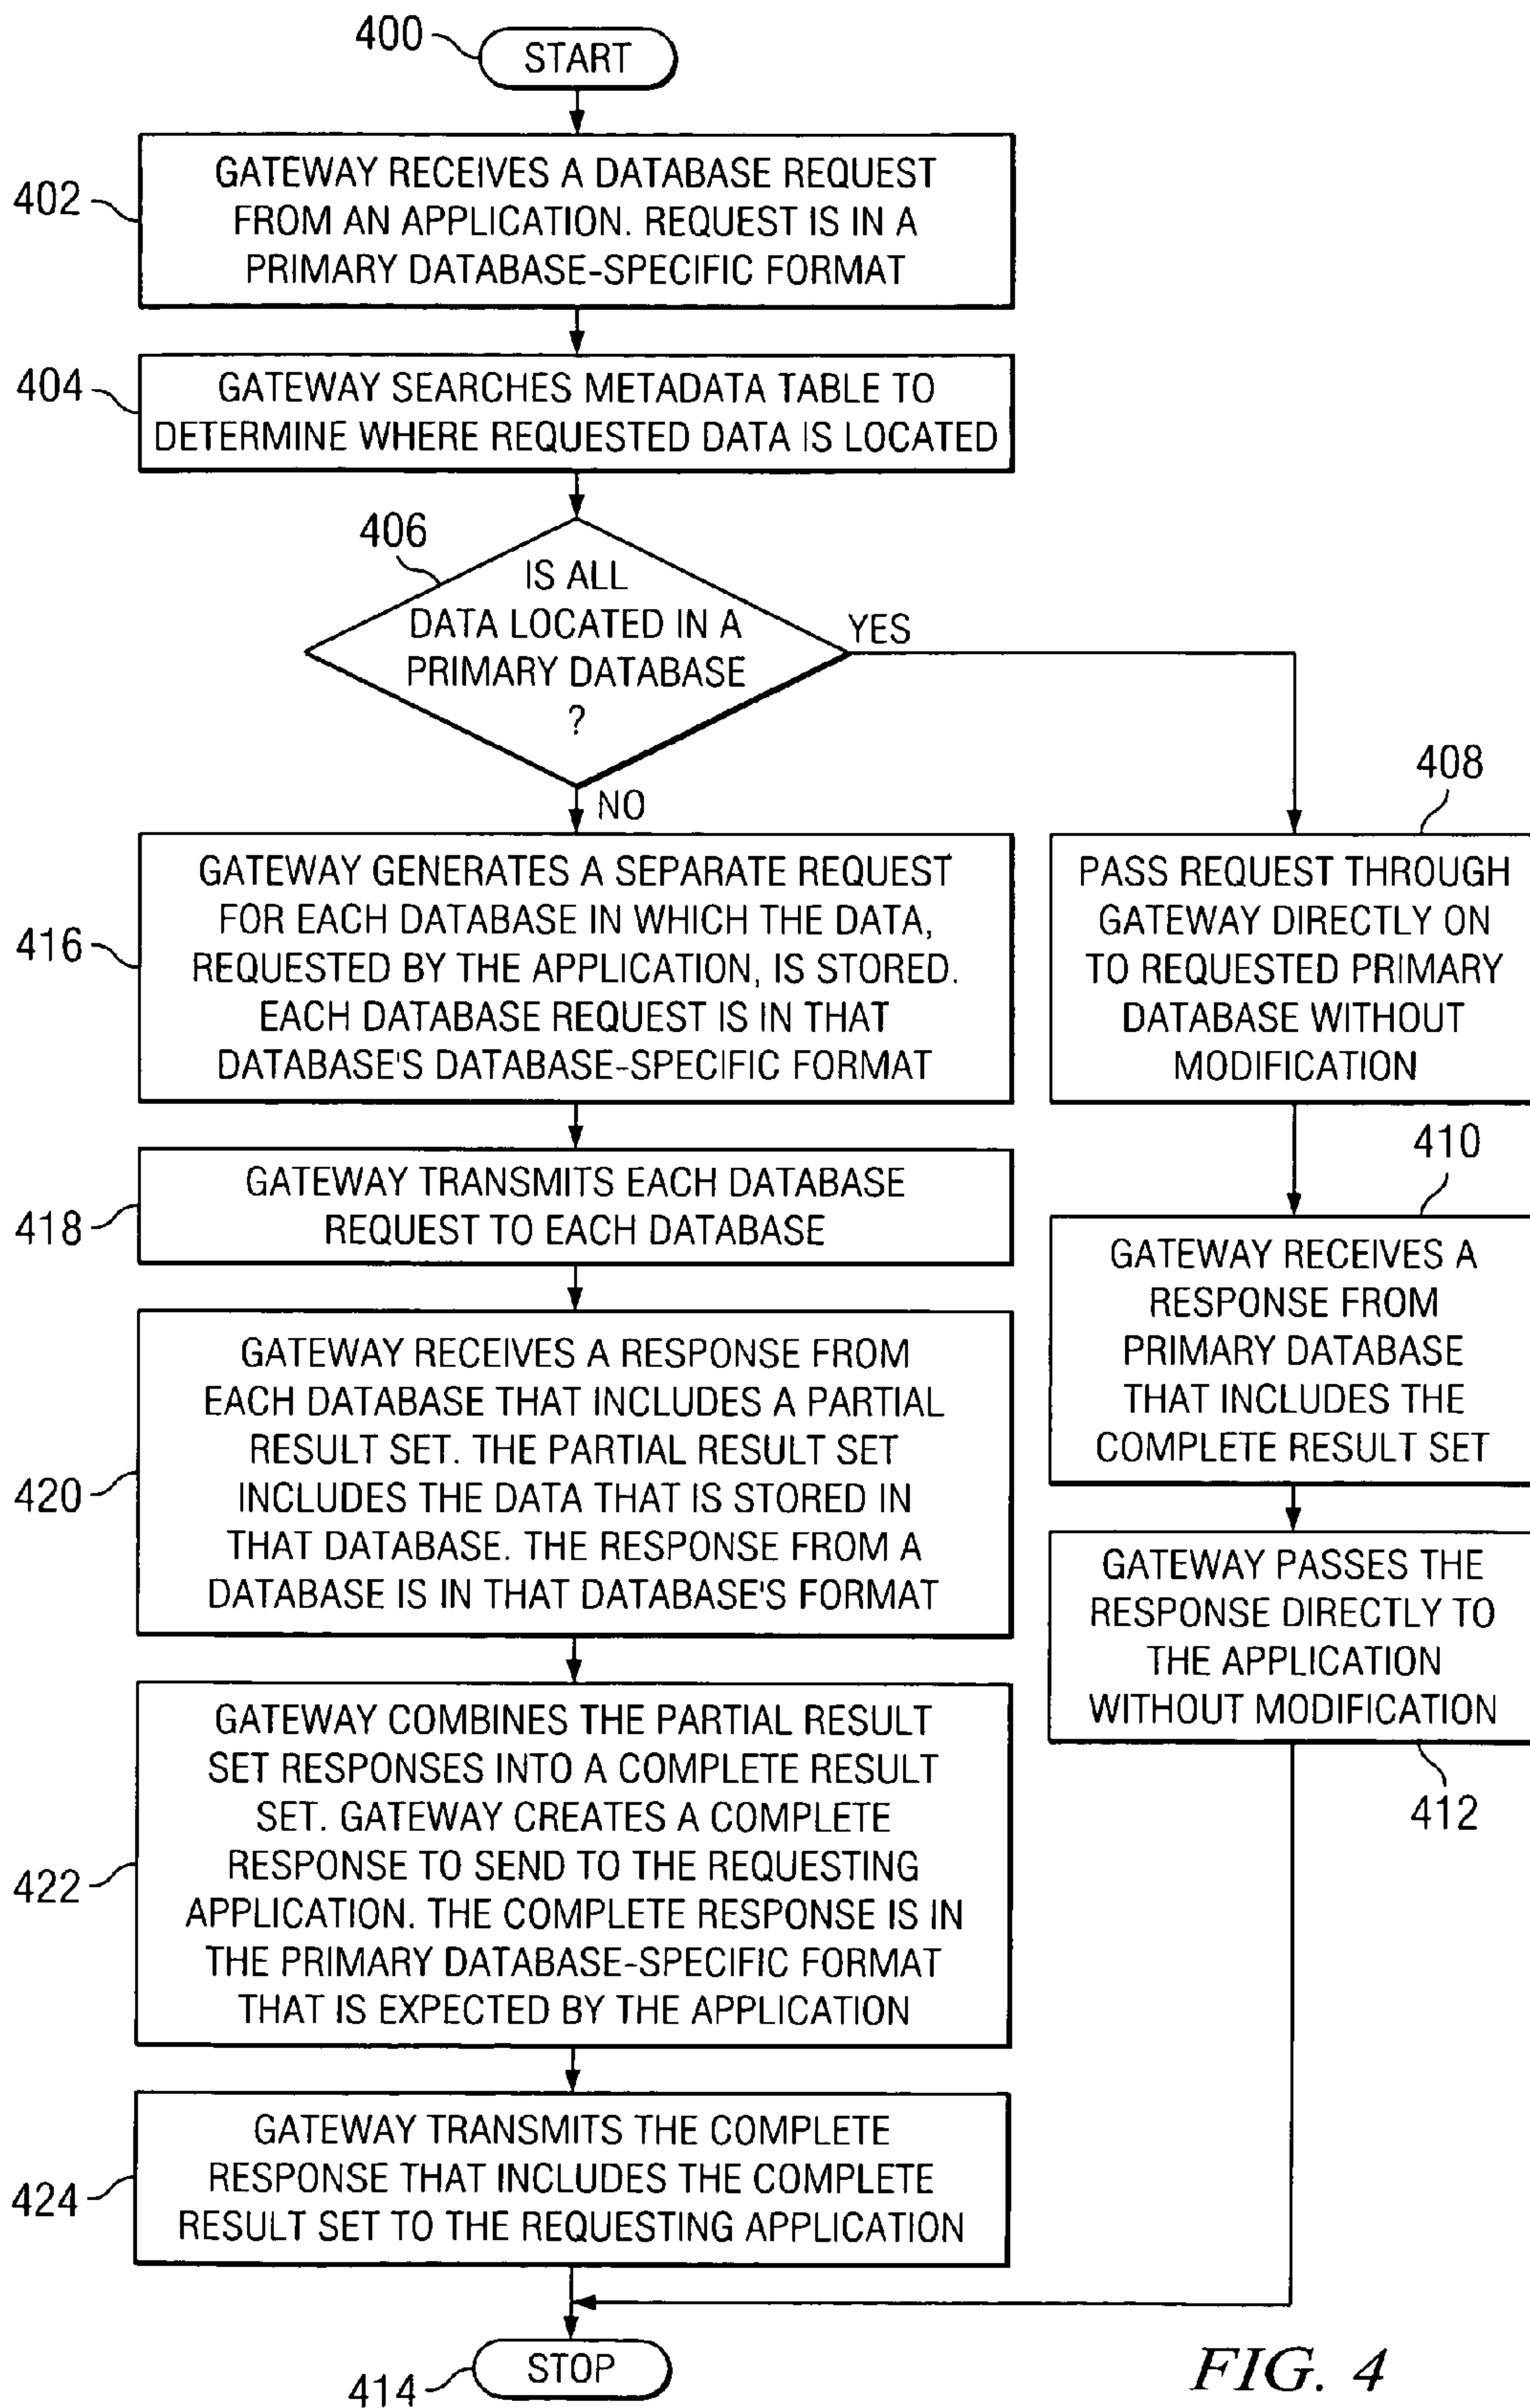 400
START
402
GATEWAY RECEIVES A DATABASE REQUEST
FROM AN APPLICATION. REQUEST IS IN A
PRIMARY DATABASE-SPECIFIC FORMAT
404
GATEWAY SEARCHES METADATA TABLE TO
DETERMINE WHERE REQUESTED DATA IS LOCATED
406
IS ALL
DATA LOCATED IN A
PRIMARY DATABASE
?
YES
NO
408
PASS REQUEST THROUGH
GATEWAY DIRECTLY ON
TO REQUESTED PRIMARY
DATABASE WITHOUT
MODIFICATION
410
GATEWAY RECEIVES A
RESPONSE FROM
PRIMARY DATABASE
THAT INCLUDES THE
COMPLETE RESULT SET
GATEWAY PASSES THE
RESPONSE DIRECTLY TO
THE APPLICATION
WITHOUT MODIFICATION
412
416
GATEWAY GENERATES A SEPARATE REQUEST
FOR EACH DATABASE IN WHICH THE DATA,
REQUESTED BY THE APPLICATION, IS STORED.
EACH DATABASE REQUEST IS IN THAT
DATABASE'S DATABASE-SPECIFIC FORMAT
418
GATEWAY TRANSMITS EACH DATABASE
REQUEST TO EACH DATABASE
420
GATEWAY RECEIVES A RESPONSE FROM
EACH DATABASE THAT INCLUDES A PARTIAL
RESULT SET. THE PARTIAL RESULT SET
INCLUDES THE DATA THAT IS STORED IN
THAT DATABASE. THE RESPONSE FROM A
DATABASE IS IN THAT DATABASE'S FORMAT
422
GATEWAY COMBINES THE PARTIAL RESULT
SET RESPONSES INTO A COMPLETE RESULT
SET. GATEWAY CREATES A COMPLETE
RESPONSE TO SEND TO THE REQUESTING
APPLICATION. THE COMPLETE RESPONSE IS IN
THE PRIMARY DATABASE-SPECIFIC FORMAT
THAT IS EXPECTED BY THE APPLICATION
424
GATEWAY TRANSMITS THE COMPLETE
RESPONSE THAT INCLUDES THE COMPLETE
RESULT SET TO THE REQUESTING APPLICATION
414
STOP
FIG. 4